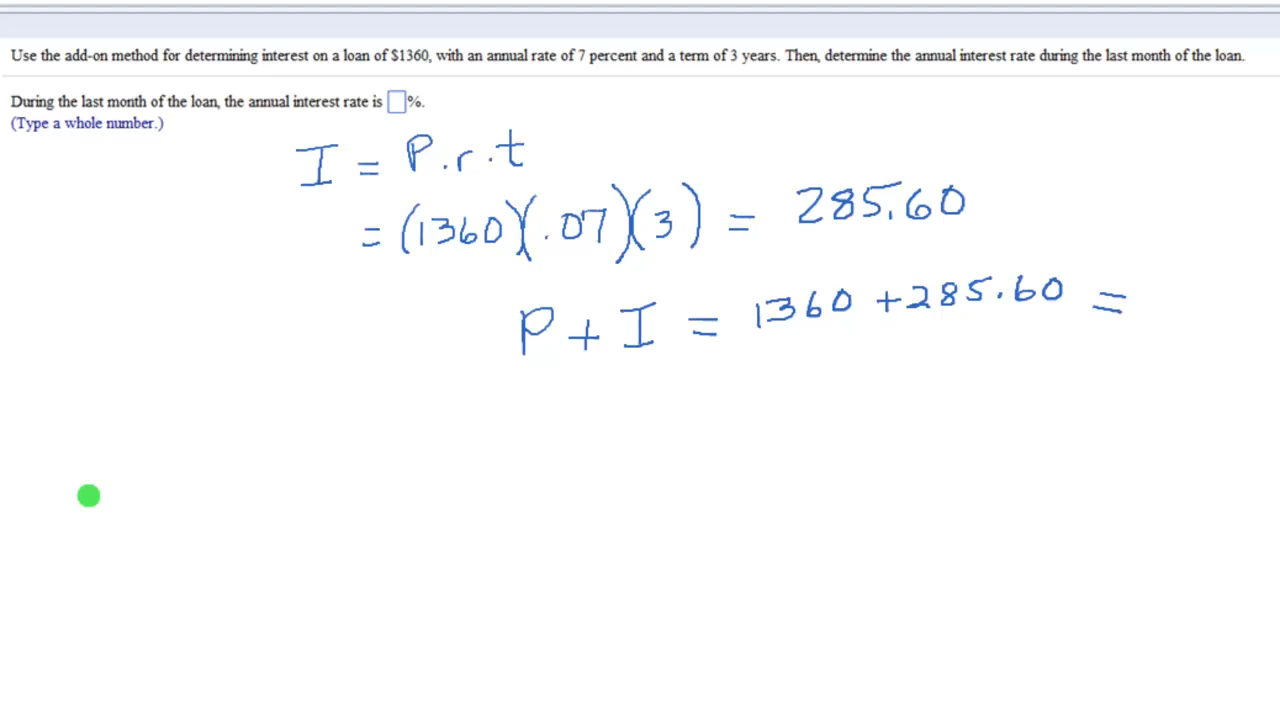 Use the add-on method for determining interest on a loan of $1360, with an annual rate of 7 percent and a term of 3 years. Then, determine the annual interest rate during the last month of the loan.
During the last month of the loan, the annual interest rate is %.
(Type a whole number.)
I = P.r.t
= (1360)(.07)(3) = 285.60
P + I = 1360 + 285.60 =